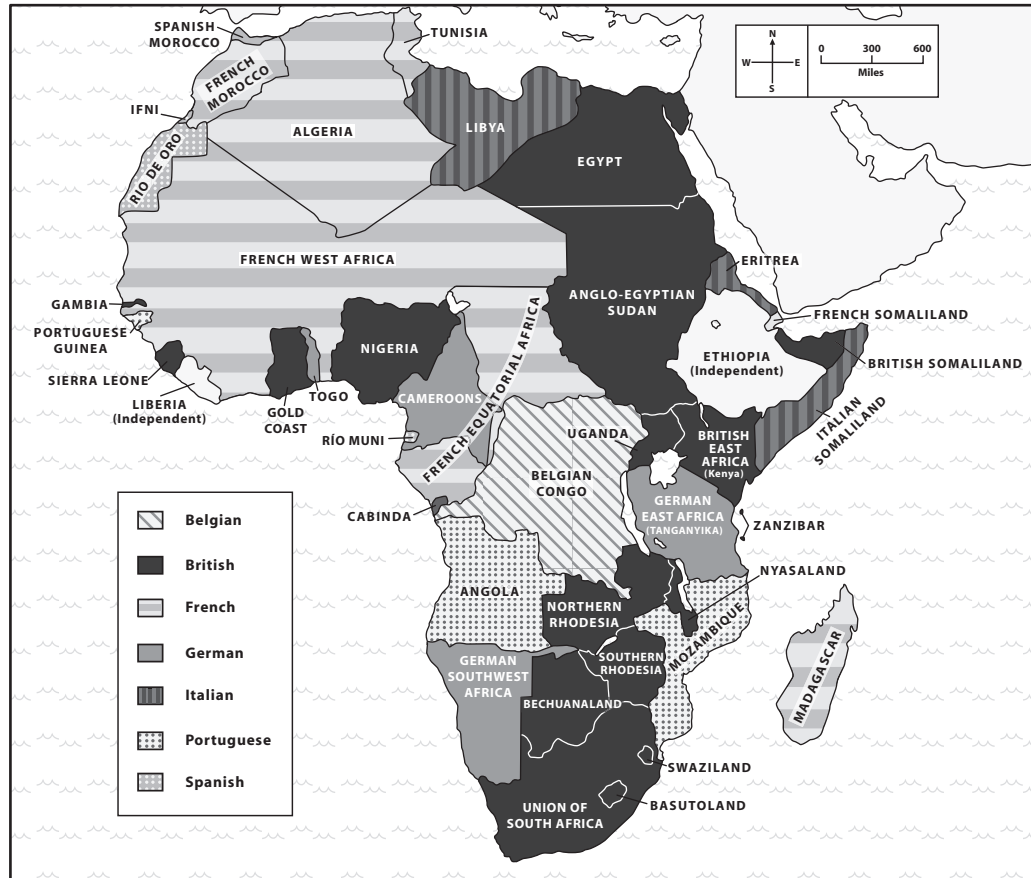 SPANISH
MOROCCO
TUNISIA
N
W E
S
0 300 600
Miles
FRENCH
MOROCCO
IFNI
ALGERIA
LIBYA
EGYPT
RIO DE ORO
FRENCH WEST AFRICA
ERITREA
ANGLO-EGYPTIAN
SUDAN
GAMBIA
PORTUGUESE
GUINEA
FRENCH SOMALILAND
NIGERIA
FRENCH EQUATORIAL AFRICA
ETHIOPIA
(Independent)
BRITISH SOMALILAND
SIERRA LEONE
LIBERIA
(Independent)
GOLD
COAST
TOGO
CAMEROONS
ITALIAN
SOMALILAND
RÍO MUNI
UGANDA
BRITISH
EAST
AFRICA
(Kenya)
BELGIAN
CONGO
CABINDA
GERMAN
EAST AFRICA
(TANGANYIKA)
ZANZIBAR
NYASALAND
ANGOLA
NORTHERN
RHODESIA
MOZAMBIQUE
SOUTHERN
RHODESIA
GERMAN
SOUTHWEST
AFRICA
BECHUANALAND
MADAGASCAR
SWAZILAND
BASUTOLAND
UNION OF
SOUTH AFRICA
Belgian
British
French
German
Italian
Portuguese
Spanish